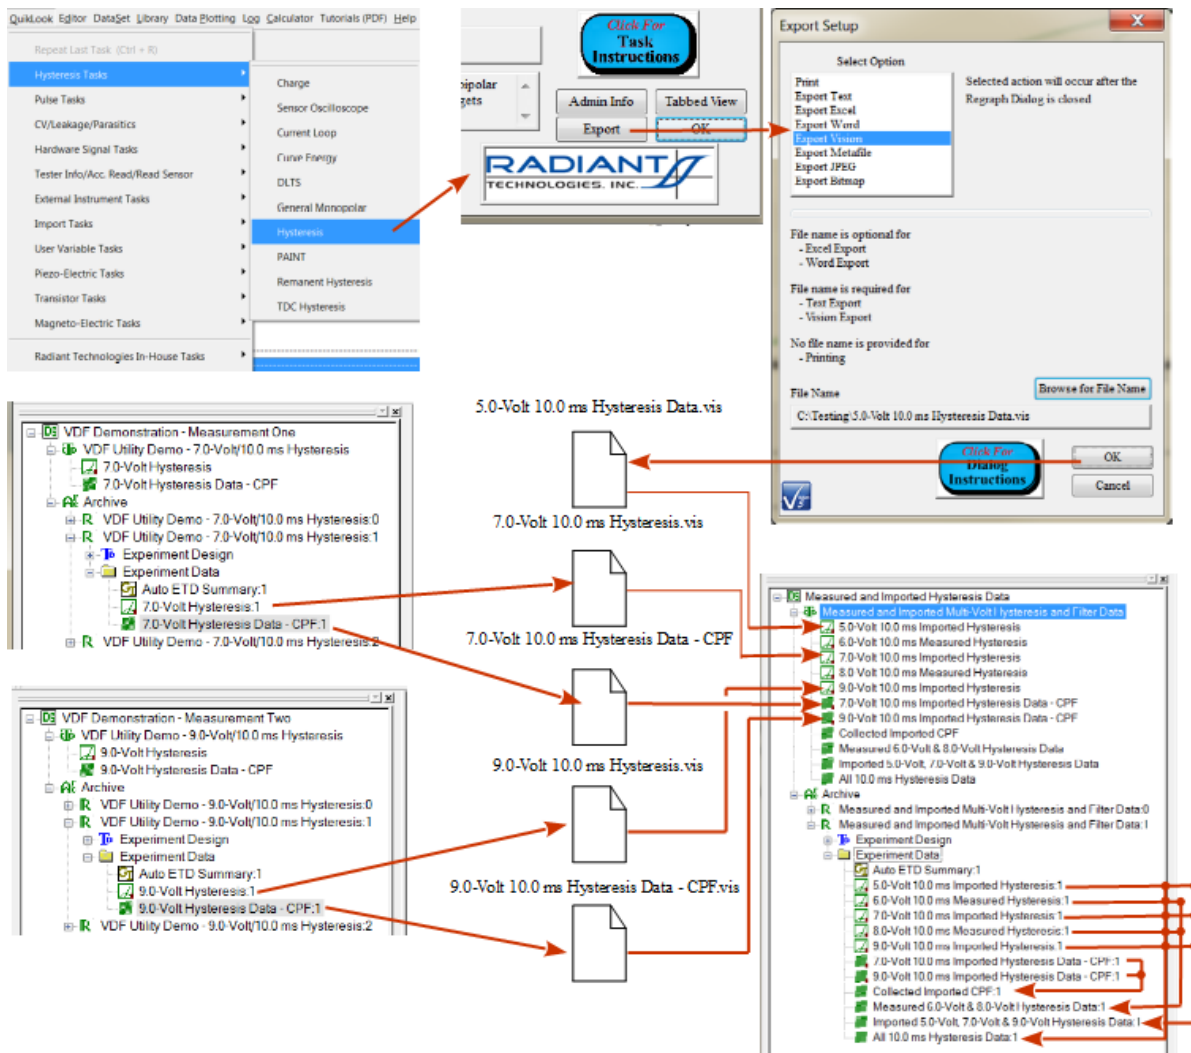 QuikLook Editor DataSet Library Data Plotting Log Calculator Tutorials (PDF) Help
Repeat Last Task (Ctrl + R)
Hysteresis Tasks
Pulse Tasks
CV/Leakage/Parasitics
Hardware Signal Tasks
Tester Info/Acc. Read/Read Sensor
External Instrument Tasks
Import Tasks
User Variable Tasks
Piezo-Electric Tasks
Transistor Tasks
Magneto-Electric Tasks
Radiant Technologies In-House Tasks
Charge
Sensor Oscilloscope
Current Loop
Curve Energy
DLTS
General Monopolar
Hysteresis
PAINT
Remanent Hysteresis
TDC Hysteresis
Click For
Task
Instructions
bipolar
gets
Admin Info
Tabbed View
Export
OK
RADIANT
TECHNOLOGIES, INC.
Export Setup
Select Option
Print
Export Text
Export Excel
Export Word
Export Vision
Export Metafile
Export JPEG
Export Bitmap
Selected action will occur after the
Regraph Dialog is closed
File name is optional for
- Excel Export
- Word Export
File name is required for
- Text Export
- Vision Export
No file name is provided for
- Printing
File Name
Browse for File Name
C:\Testing\5.0-Volt 10.0 ms Hysteresis Data.vis
Click For
Dialog
Instructions
OK
Cancel
VDF Demonstration - Measurement One
VDF Utility Demo - 7.0-Volt/10.0 ms Hysteresis
7.0-Volt Hysteresis
7.0-Volt Hysteresis Data - CPF
Archive
VDF Utility Demo - 7.0-Volt/10.0 ms Hysteresis:0
VDF Utility Demo - 7.0-Volt/10.0 ms Hysteresis:1
Experiment Design
Experiment Data
Auto ETD Summary:1
7.0-Volt Hysteresis:1
7.0-Volt Hysteresis Data - CPF:1
VDF Utility Demo - 7.0-Volt/10.0 ms Hysteresis:2
VDF Demonstration - Measurement Two
VDF Utility Demo - 9.0-Volt/10.0 ms Hysteresis
9.0-Volt Hysteresis
9.0-Volt Hysteresis Data - CPF
Archive
VDF Utility Demo - 9.0-Volt/10.0 ms Hysteresis:0
VDF Utility Demo - 9.0-Volt/10.0 ms Hysteresis:1
Experiment Design
Experiment Data
Auto ETD Summary:1
9.0-Volt Hysteresis:1
9.0-Volt Hysteresis Data - CPF:1
VDF Utility Demo - 9.0-Volt/10.0 ms Hysteresis:2
5.0-Volt 10.0 ms Hysteresis Data.vis
7.0-Volt 10.0 ms Hysteresis.vis
7.0-Volt 10.0 ms Hysteresis Data - CPF
9.0-Volt 10.0 ms Hysteresis.vis
9.0-Volt 10.0 ms Hysteresis Data - CPF.vis
Measured and Imported Hysteresis Data
Measured and Imported Multi-Volt Hysteresis and Filter Data
5.0-Volt 10.0 ms Imported Hysteresis
6.0-Volt 10.0 ms Measured Hysteresis
7.0-Volt 10.0 ms Imported Hysteresis
8.0 Volt 10.0 ms Measured Hysteresis
9.0-Volt 10.0 ms Imported Hysteresis
7.0-Volt 10.0 ms Imported Hysteresis Data - CPF
9.0-Volt 10.0 ms Imported Hysteresis Data - CPF
Collected Imported CPF
Measured 6.0-Volt & 8.0-Volt Hysteresis Data
Imported 5.0-Volt, 7.0-Volt & 9.0-Volt Hysteresis Data
All 10.0 ms Hysteresis Data
Archive
Measured and Imported Multi-Volt Hysteresis and Filter Data:0
Measured and Imported Multi-Volt Hysteresis and Filter Data:1
Experiment Design
Experiment Data
Auto ETD Summary:1
5.0-Volt 10.0 ms Imported Hysteresis:1
6.0-Volt 10.0 ms Measured Hysteresis:1
7.0-Volt 10.0 ms Imported Hysteresis:1
8.0-Volt 10.0 ms Measured Hysteresis:1
9.0-Volt 10.0 ms Imported Hysteresis:1
7.0-Volt 10.0 ms Imported Hysteresis Data - CPF:1
9.0-Volt 10.0 ms Imported Hysteresis Data - CPF:1
Collected Imported CPF:1
Measured 6.0-Volt & 8.0-Volt Hysteresis Data:1
Imported 5.0-Volt, 7.0-Volt & 9.0-Volt Hysteresis Data:1
All 10.0 ms Hysteresis Data:1